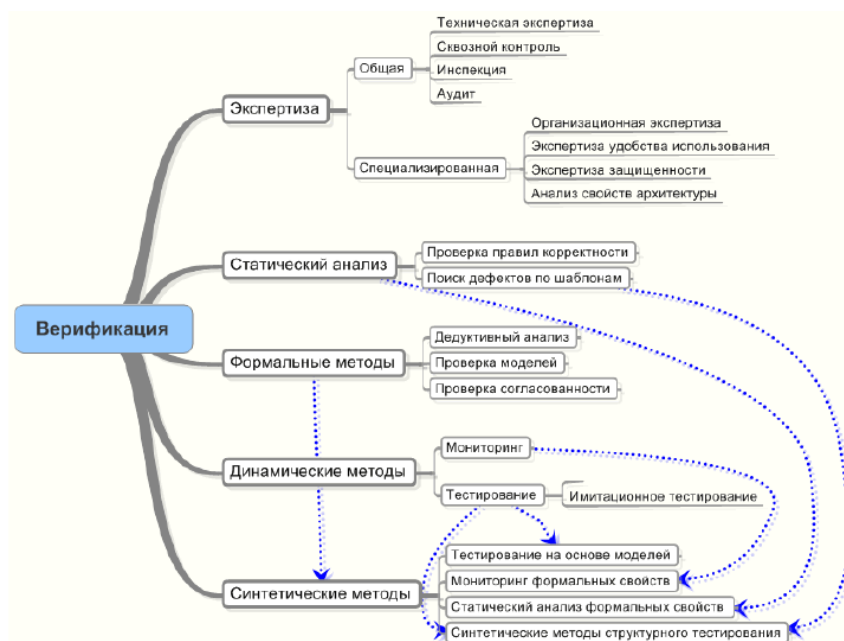 Верификация
Экспертиза
Общая
Техническая экспертиза
Сквозной контроль
Инспекция
Аудит
Специализированная
Организационная экспертиза
Экспертиза удобства использования
Экспертиза защищенности
Анализ свойств архитектуры
Статический анализ
Проверка правил корректности
Поиск дефектов по шаблонам
Формальные методы
Дедуктивный анализ
Проверка моделей
Проверка согласованности
Динамические методы
Мониторинг
Тестирование
Имитационное тестирование
Синтетические методы
Тестирование на основе моделей
Мониторинг формальных свойств
Статический анализ формальных свойств
Синтетические методы структурного тестирования